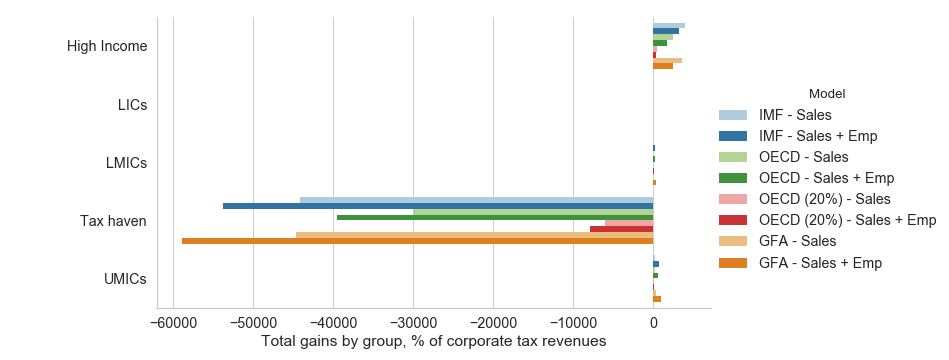 High Income
LICs
LMICs
Tax haven
UMICs
−60000 −50000 −40000 −30000 −20000 −10000 0
Total gains by group, % of corporate tax revenues
Model
IMF - Sales
IMF - Sales + Emp
OECD - Sales
OECD - Sales + Emp
OECD (20%) - Sales
OECD (20%) - Sales + Emp
GFA - Sales
GFA - Sales + Emp